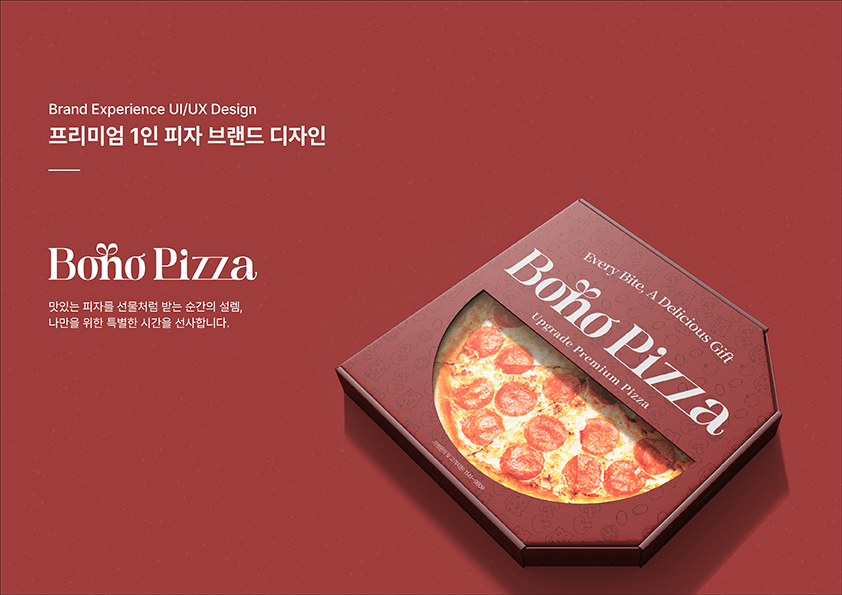 Brand Experience UI/UX Design
프리미엄 1인 피자 브랜드 디자인
Bono Pizza
맛있는 피자를 선물처럼 받는 순간의 설렘,
나만을 위한 특별한 시간을 선사합니다.
Every Bite, A Delicious Gift
Bono Pizza
Upgrade Premium Pizza